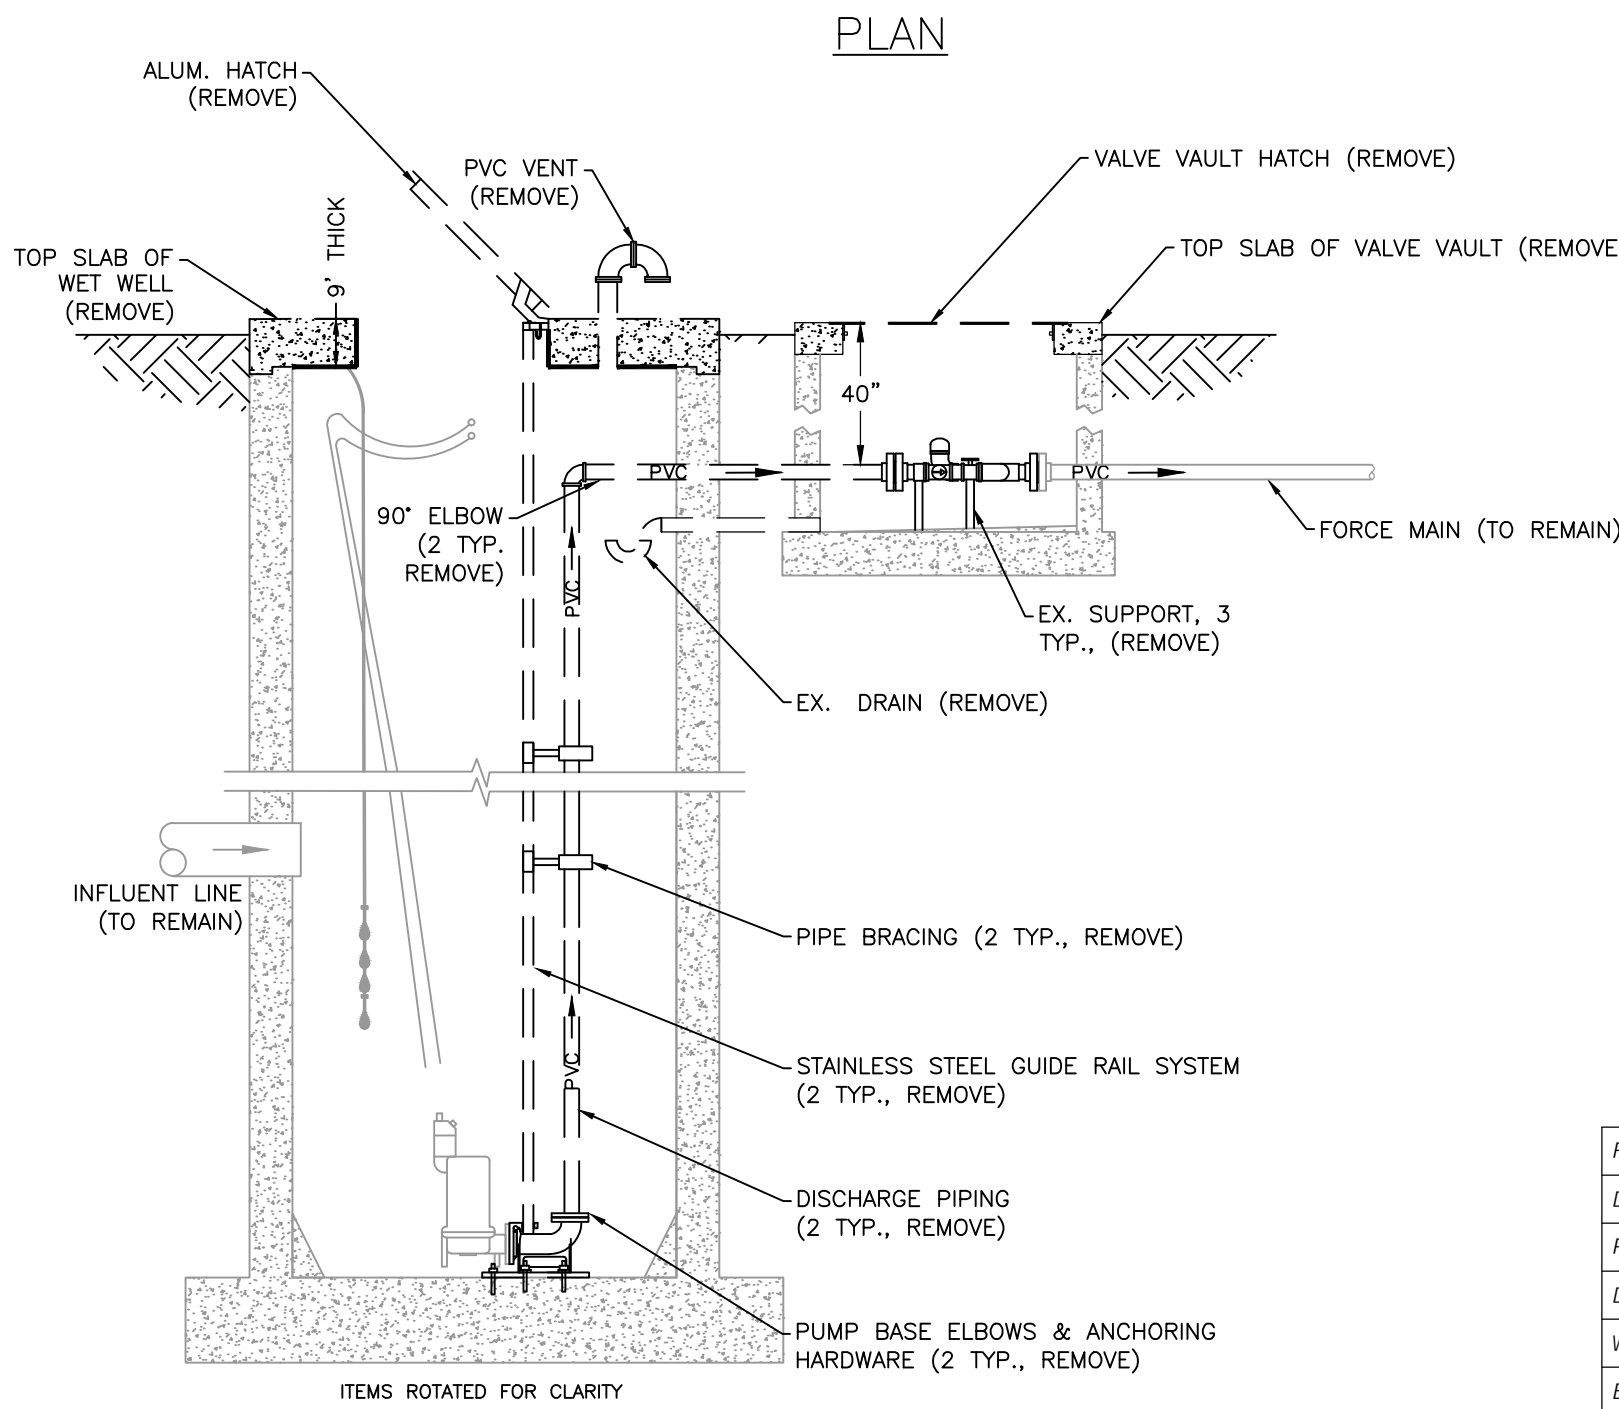 PLAN
ALUM. HATCH
(REMOVE)
PVC VENT
(REMOVE)
VALVE VAULT HATCH (REMOVE)
TOP SLAB OF
WET WELL
(REMOVE)
9' THICK
TOP SLAB OF VALVE VAULT (REMOVE
40"
PVC
PVC
90° ELBOW
(2 TYP.
REMOVE)
FORCE MAIN (TO REMAIN)
PVC
EX. SUPPORT, 3
TYP., (REMOVE)
EX. DRAIN (REMOVE)
INFLUENT LINE
(TO REMAIN)
PIPE BRACING (2 TYP., REMOVE)
STAINLESS STEEL GUIDE RAIL SYSTEM
(2 TYP., REMOVE)
PVC
DISCHARGE PIPING
(2 TYP., REMOVE)
PUMP BASE ELBOWS & ANCHORING
HARDWARE (2 TYP., REMOVE)
ITEMS ROTATED FOR CLARITY